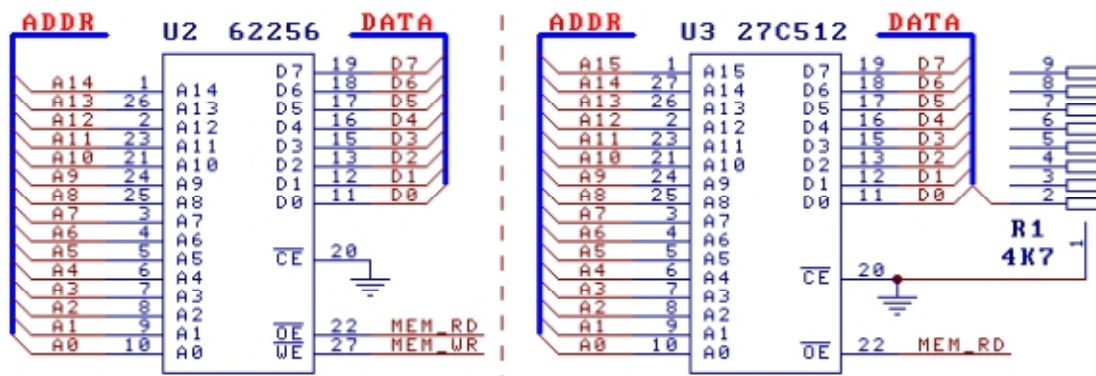 ADDR U2 62256 DATA
D7 19 D7
A14 1 A14 D6 18 D6
A13 26 A13 D5 17 D5
A12 2 A12 D4 16 D4
A11 23 A11 D3 15 D3
A10 21 A10 D2 13 D2
A9 24 A9 D1 12 D1
A8 25 A8 D0 11 D0
A7 3 A7
A6 4 A6
A5 5 A5 CE 20
A4 6 A4
A3 7 A3
A2 8 A2
A1 9 A1 OE 22 MEM_RD
A0 10 A0 WE 27 MEM_WR
ADDR U3 27C512 DATA
A15 1 A15 D7 19 D7 9
A14 27 A14 D6 18 D6 8
A13 26 A13 D5 17 D5 7
A12 2 A12 D4 16 D4 6
A11 23 A11 D3 15 D3 5
A10 21 A10 D2 13 D2 4
A9 24 A9 D1 12 D1 3
A8 25 A8 D0 11 D0 2
A7 3 A7
A6 4 A6
A5 5 A5
A4 6 A4 CE 20
A3 7 A3
A2 8 A2
A1 9 A1
A0 10 A0 OE 22 MEM_RD
R1
4K7 1